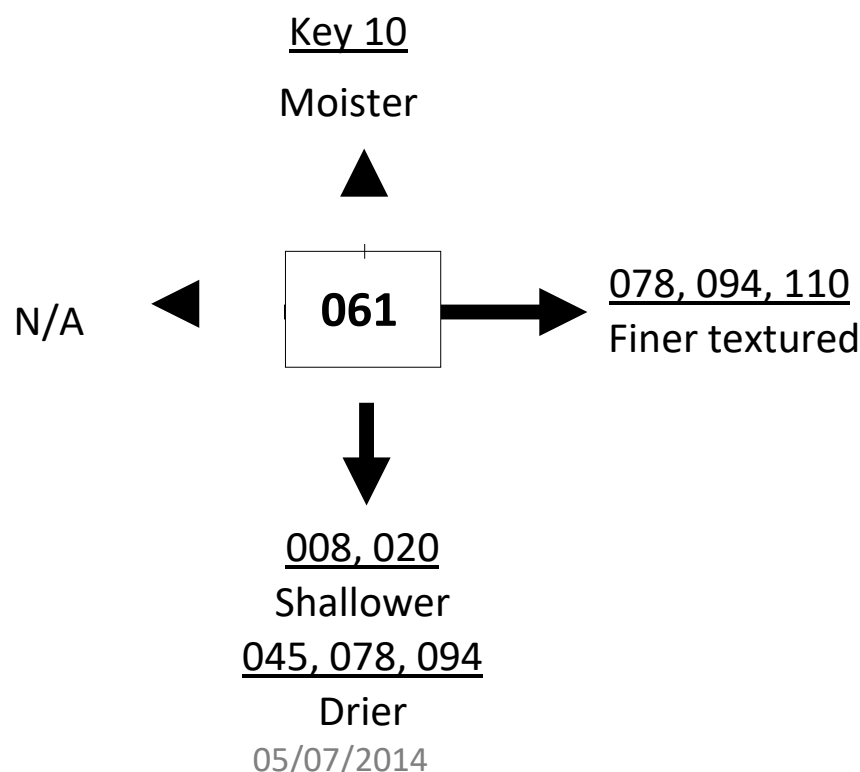 Key 10
Moister
N/A
061
078, 094, 110
Finer textured
008, 020
Shallower
045, 078, 094
Drier
05/07/2014